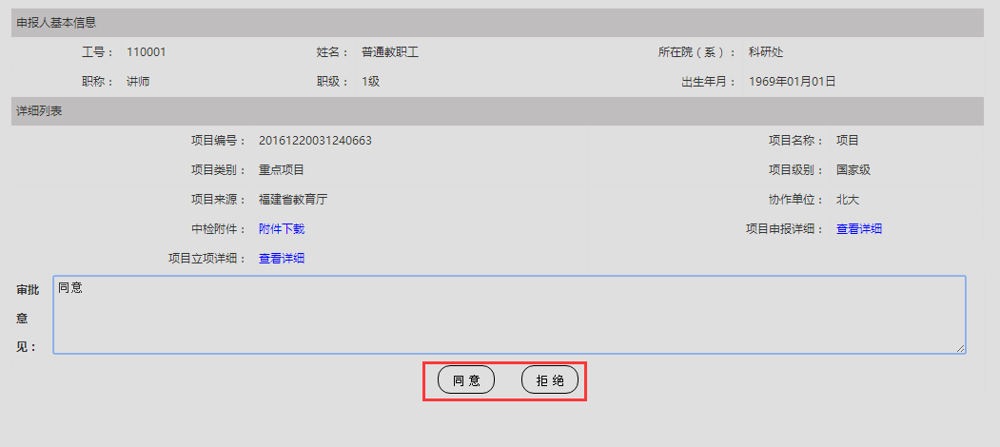 申报人基本信息
工号： 110001 姓名： 普通教职工 所在院（系）： 科研处
职称： 讲师 职级： 1级 出生年月： 1969年01月01日
详细列表
项目编号： 20161220031240663 项目名称： 项目
项目类别： 重点项目 项目级别： 国家级
项目来源： 福建省教育厅 协作单位： 北大
中检附件： 附件下载 项目申报详细： 查看详细
项目立项详细： 查看详细
审批意见： 同意
同 意 拒 绝